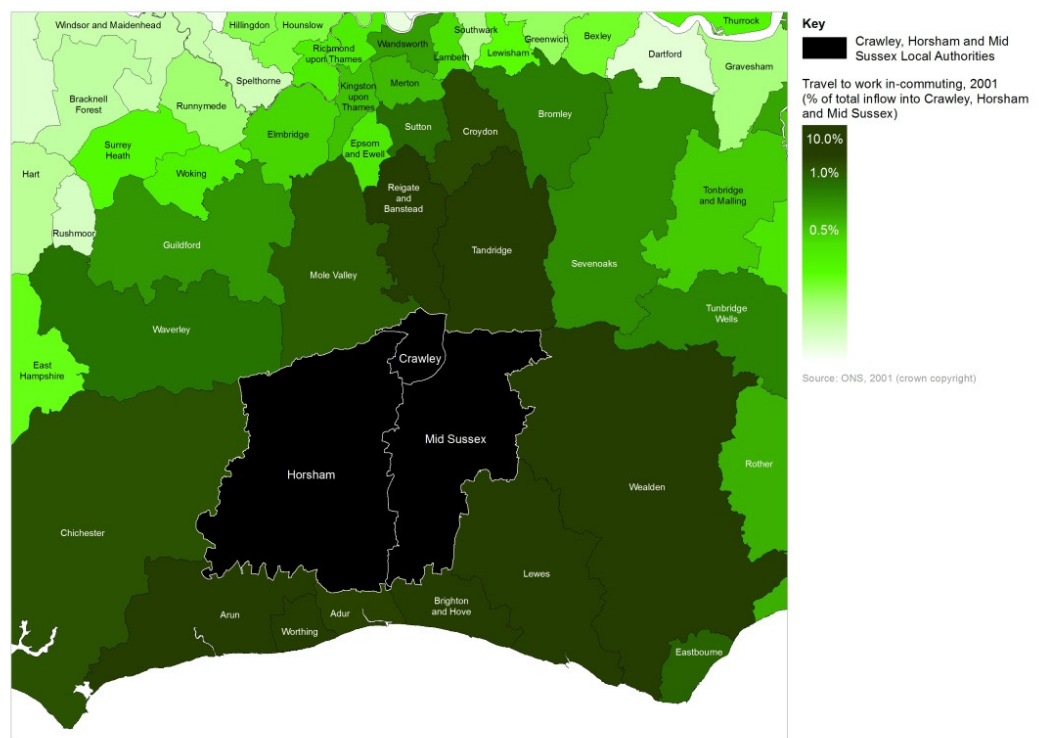 Windsor and Maidenhead
Hillingdon
Hounslow
Richmond
upon Thames
Wandsworth
Southwark
Lambeth
Lewisham
Greenwich
Bexley
Thurrock
Dartford
Gravesham
Bracknell
Forest
Runnymede
Spelthorne
Kingston
upon
Thames
Merton
Sutton
Croydon
Bromley
Elmbridge
Epsom
and Ewell
Surrey
Heath
Woking
Hart
Rushmoor
Reigate
and
Banstead
Tonbridge
and Malling
Guildford
Mole Valley
Tandridge
Sevenoaks
Waverley
Tunbridge
Wells
East
Hampshire
Crawley
Mid Sussex
Horsham
Rother
Wealden
Chichester
Lewes
Arun
Adur
Worthing
Brighton
and Hove
Eastbourne
Key
Crawley, Horsham and Mid
Sussex Local Authorities
Travel to work in-commuting, 2001
(% of total inflow into Crawley, Horsham
and Mid Sussex)
10.0%
1.0%
0.5%
Source: ONS, 2001 (crown copyright)